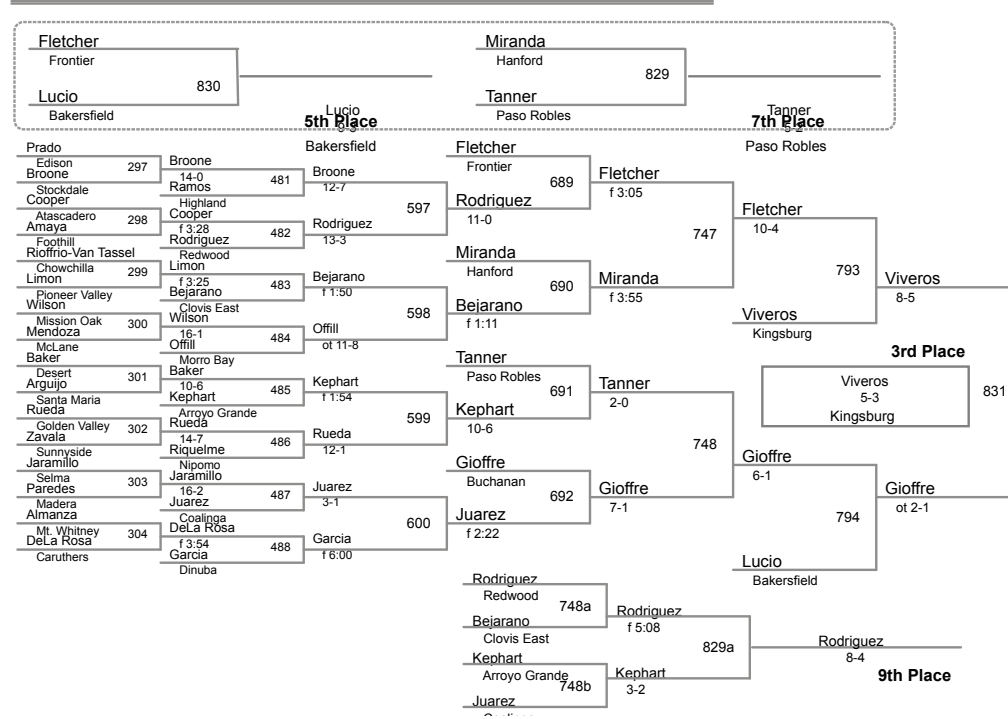 Fletcher
Frontier
830
Lucio
Bakersfield
Lucio
5th Place
Bakersfield
Miranda
Hanford
829
Tanner
Paso Robles
Tanner
7th Place
5-2
Paso Robles
Prado
Edison
297
Broone
Stockdale
Cooper
Atascadero
298
Amaya
Foothill
Rioffrio-Van Tassel
Chowchilla
299
Limon
Pioneer Valley
Wilson
Mission Oak
300
Mendoza
McLane
Baker
Desert
301
Arguijo
Santa Maria
Rueda
Golden Valley
302
Zavala
Sunnyside
Jaramillo
Selma
303
Paredes
Madera
Almanza
Mt. Whitney
304
DeLa Rosa
Caruthers
Broone
14-0
481
Ramos
Highland
Cooper
f 3:28
482
Rodriguez
Redwood
Limon
f 3:25
483
Bejarano
Clovis East
Wilson
16-1
484
Offill
Morro Bay
Baker
10-6
485
Kephart
Arroyo Grande
Rueda
14-7
486
Riquelme
Nipomo
Jaramillo
16-2
487
Juarez
Coalinga
DeLa Rosa
f 3:54
488
Garcia
Dinuba
Broone
12-7
597
Rodriguez
13-3
Bejarano
f 1:50
598
Offill
ot 11-8
Kephart
f 1:54
599
Rueda
12-1
Juarez
3-1
600
Garcia
f 6:00
Fletcher
Frontier
689
Rodriguez
11-0
Miranda
Hanford
690
Bejarano
f 1:11
Tanner
Paso Robles
691
Kephart
10-6
Gioffre
Buchanan
692
Juarez
f 2:22
Fletcher
f 3:05
747
Miranda
f 3:55
Tanner
2-0
748
Gioffre
7-1
Fletcher
10-4
793
Viveros
Kingsburg
Gioffre
6-1
794
Lucio
Bakersfield
Viveros
8-5
3rd Place
Viveros
5-3
831
Kingsburg
Gioffre
ot 2-1
Rodriguez
Redwood
748a
Bejarano
Clovis East
Kephart
Arroyo Grande
748b
Juarez
Rodriguez
f 5:08
829a
Kephart
3-2
Rodriguez
8-4
9th Place